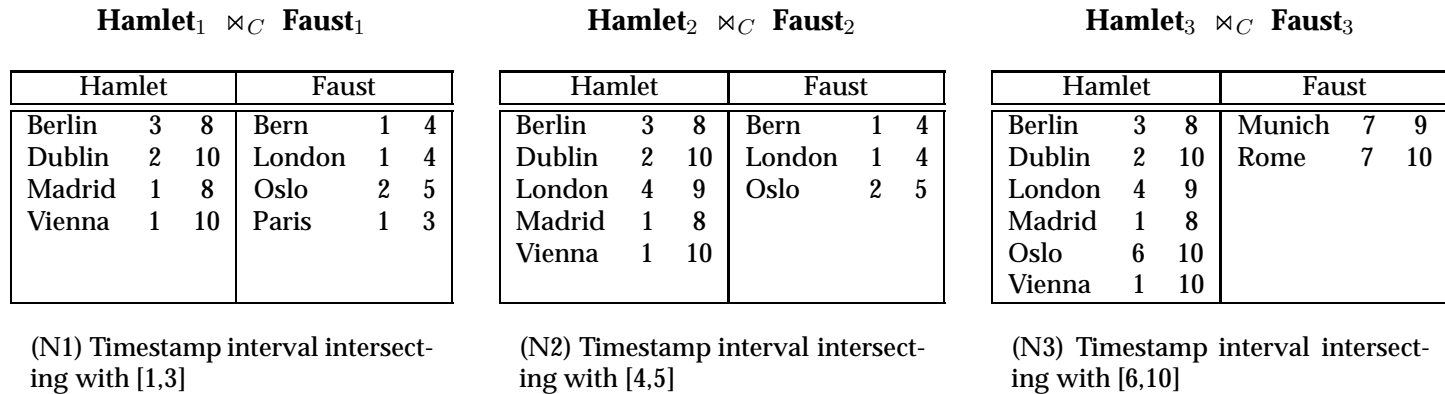 Hamlet₁ ⋈_C Faust₁
Hamlet Faust
Berlin 3 8 Bern 1 4
Dublin 2 10 London 1 4
Madrid 1 8 Oslo 2 5
Vienna 1 10 Paris 1 3
(N1) Timestamp interval intersect-
ing with [1,3]
Hamlet₂ ⋈_C Faust₂
Hamlet Faust
Berlin 3 8 Bern 1 4
Dublin 2 10 London 1 4
London 4 9 Oslo 2 5
Madrid 1 8
Vienna 1 10
(N2) Timestamp interval intersect-
ing with [4,5]
Hamlet₃ ⋈_C Faust₃
Hamlet Faust
Berlin 3 8 Munich 7 9
Dublin 2 10 Rome 7 10
London 4 9
Madrid 1 8
Oslo 6 10
Vienna 1 10
(N3) Timestamp interval intersect-
ing with [6,10]